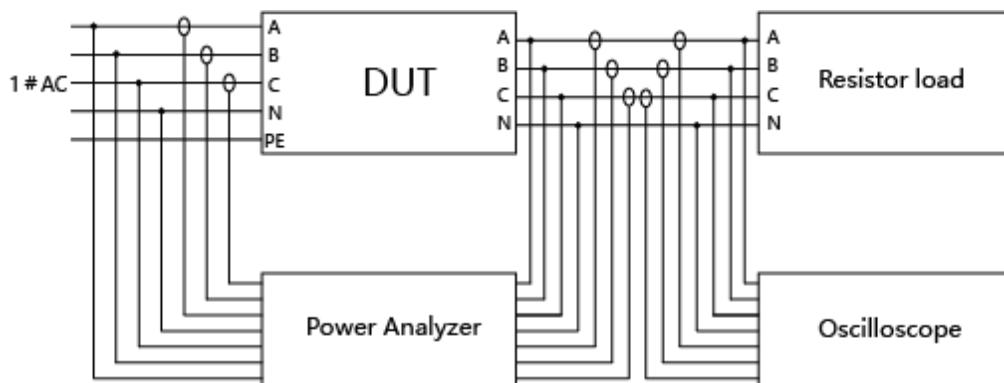 1#AC
A
B
C
N
PE
DUT
A
B
C
N
A
B
C
N
Resistor load
Power Analyzer
Oscilloscope